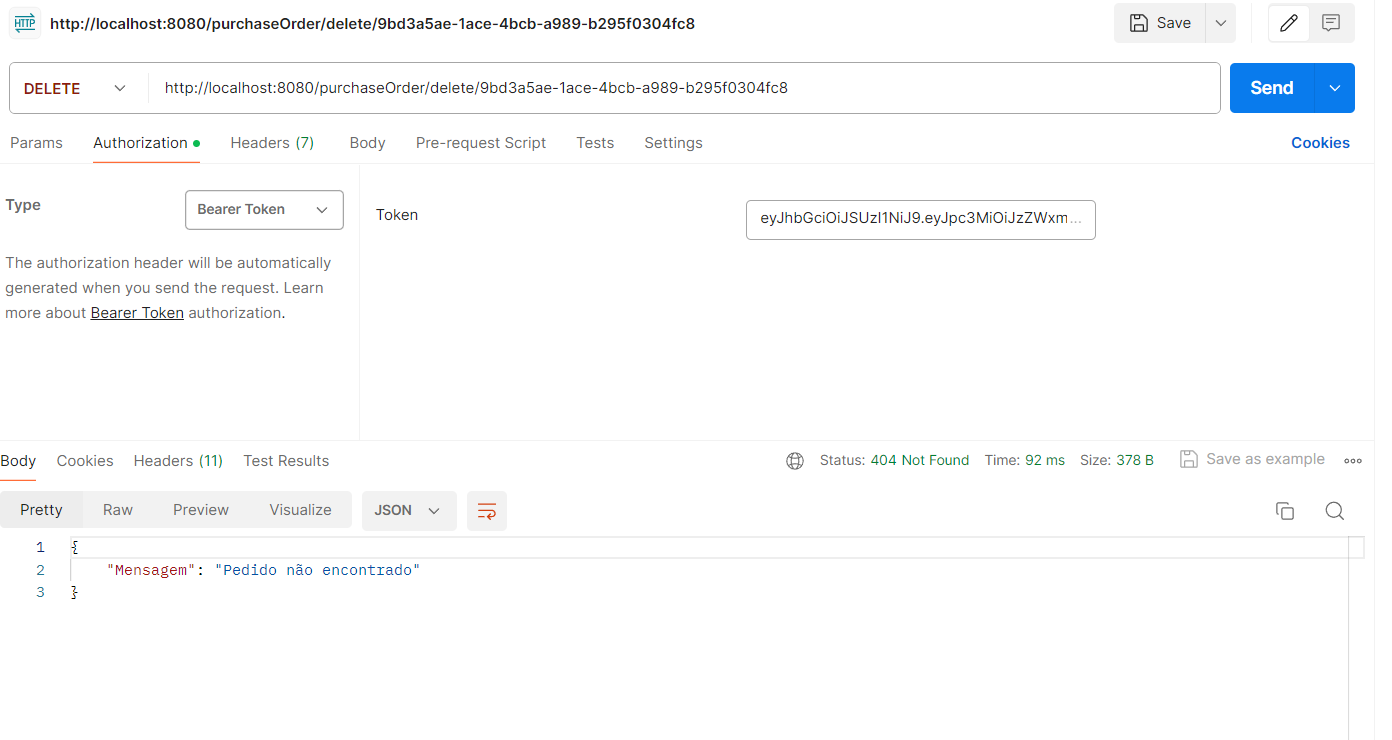 HTTP http://localhost:8080/purchaseOrder/delete/9bd3a5ae-1ace-4bcb-a989-b295f0304fc8 Save
DELETE http://localhost:8080/purchaseOrder/delete/9bd3a5ae-1ace-4bcb-a989-b295f0304fc8 Send
Params Authorization Headers (7) Body Pre-request Script Tests Settings Cookies
Type Bearer Token
Token eyJhbGciOiJSUzI1NiJ9.eyJpc3MiOiJzZWxm...
The authorization header will be automatically
generated when you send the request. Learn
more about Bearer Token authorization.
Body Cookies Headers (11) Test Results Status: 404 Not Found Time: 92 ms Size: 378 B Save as example
Pretty Raw Preview Visualize JSON
1 {
2 "Mensagem": "Pedido não encontrado"
3 }